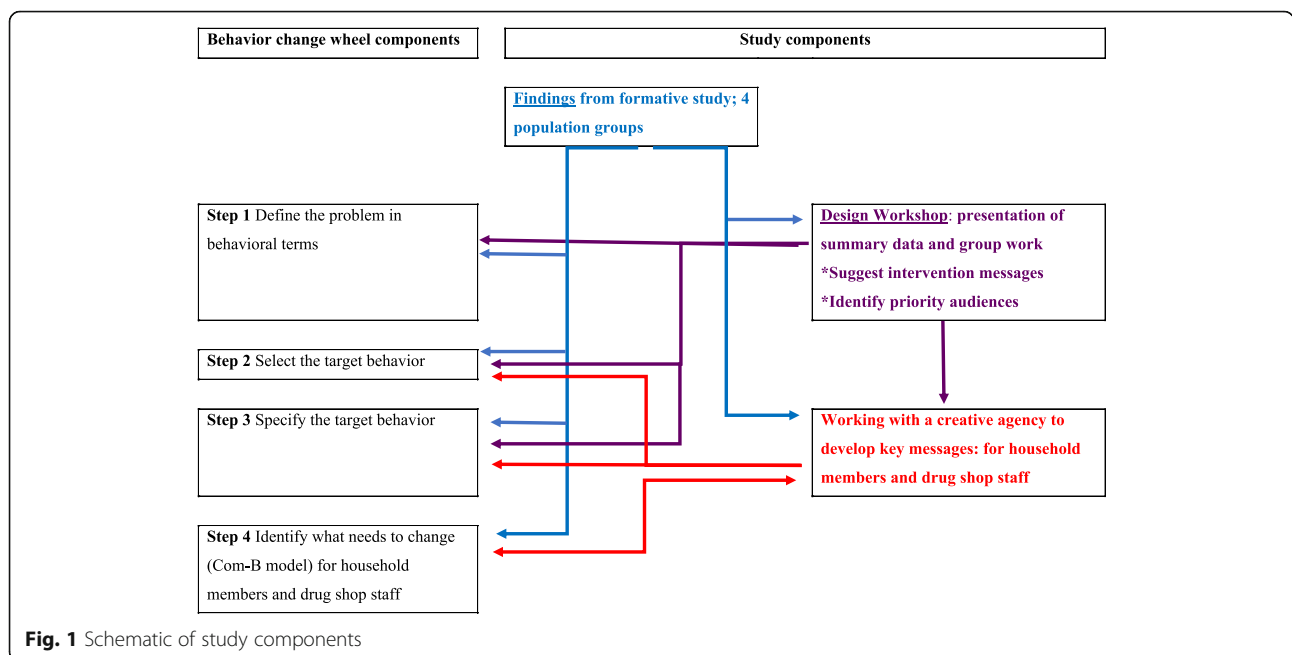 Behavior change wheel components
Study components
Findings from formative study; 4
population groups
Step 1 Define the problem in
behavioral terms
Design Workshop: presentation of
summary data and group work
*Suggest intervention messages
*Identify priority audiences
Step 2 Select the target behavior
Step 3 Specify the target behavior
Working with a creative agency to
develop key messages: for household
members and drug shop staff
Step 4 Identify what needs to change
(Com-B model) for household
members and drug shop staff
Fig. 1 Schematic of study components